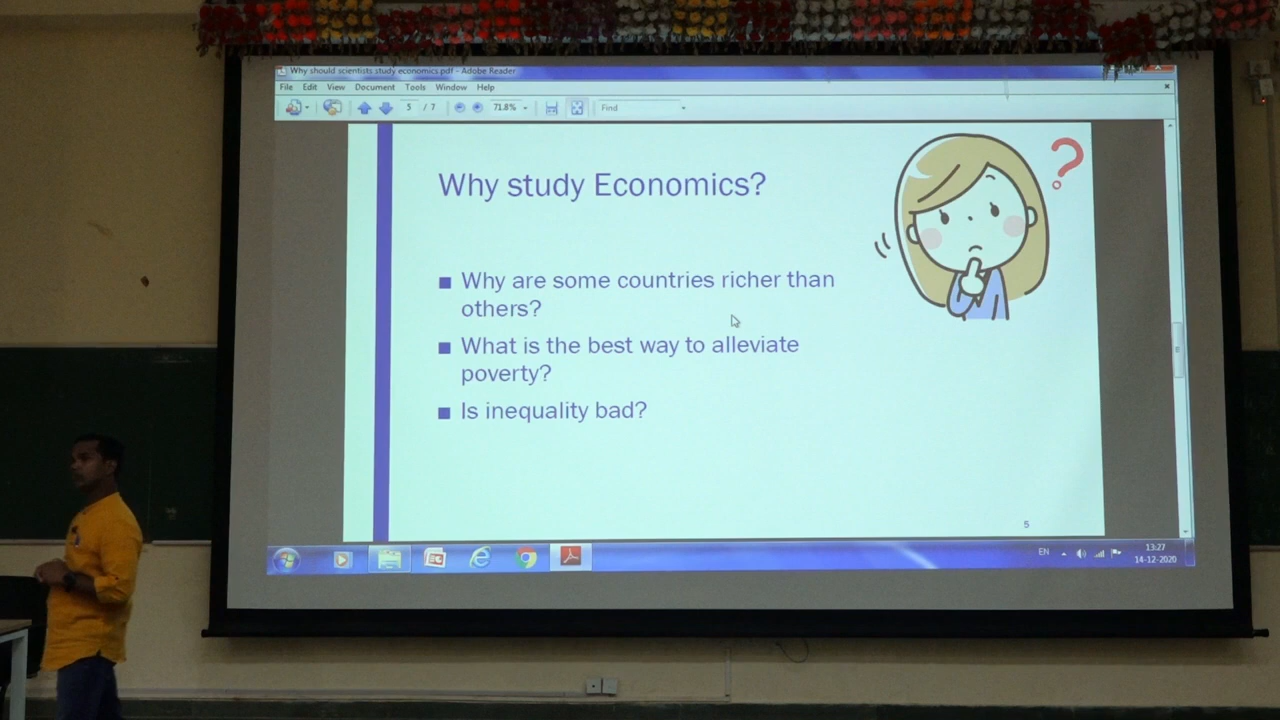 Why should scientists study economics.pdf - Adobe Reader
File Edit View Document Tools Window Help
5 / 7 71.8% Find
?
Why study Economics?
■ Why are some countries richer than
others?
■ What is the best way to alleviate
poverty?
■ Is inequality bad?
5
EN 13:27
14-12-2020